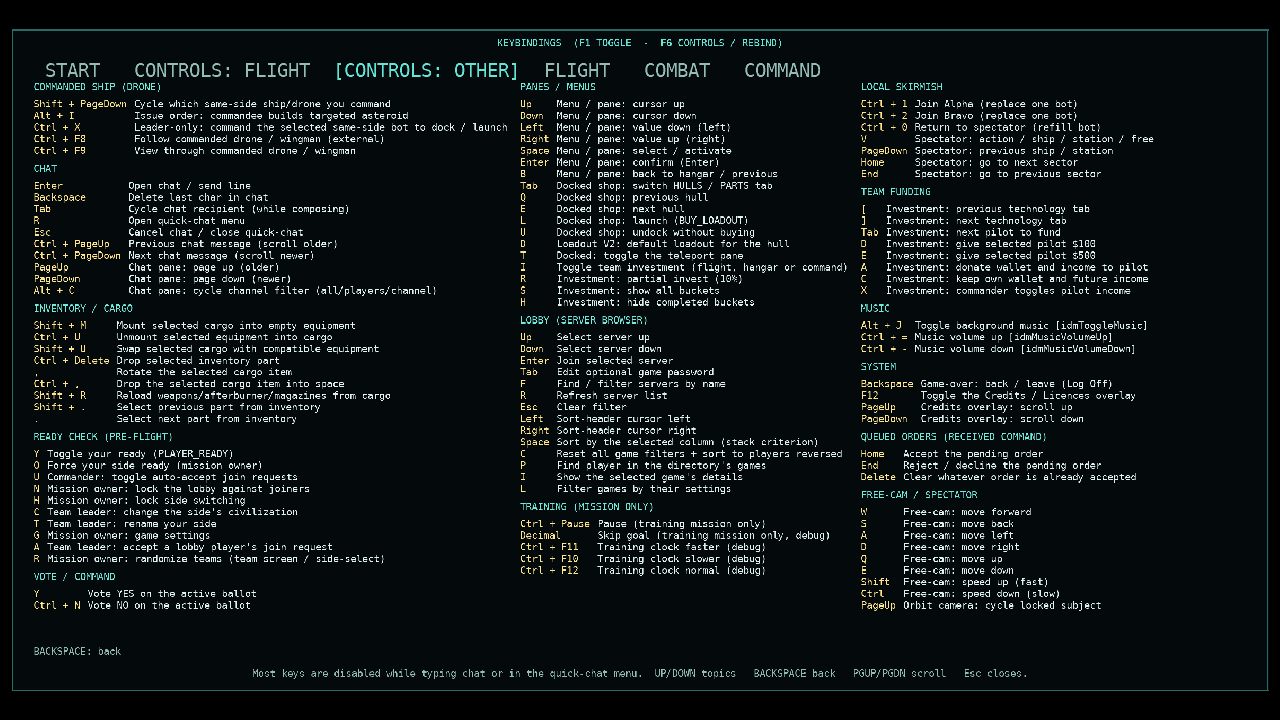 KEYBINDINGS  (F1 TOGGLE  -  F6 CONTROLS / REBIND)
START   CONTROLS: FLIGHT  [CONTROLS: OTHER]  FLIGHT   COMBAT   COMMAND
COMMANDED SHIP (DRONE)
Shift + PageDown Cycle which same-side ship/drone you command
Alt + I Issue order: commandee builds targeted asteroid
Ctrl + X Leader-only: command the selected same-side bot to dock / launch
Ctrl + F8 Follow commanded drone / wingman (external)
Ctrl + F9 View through commanded drone / wingman
CHAT
Enter Open chat / send line
Backspace Delete last char in chat
Tab Cycle chat recipient (while composing)
R Open quick-chat menu
Esc Cancel chat / close quick-chat
Ctrl + PageUp Previous chat message (scroll older)
Ctrl + PageDown Next chat message (scroll newer)
PageUp Chat pane: page up (older)
PageDown Chat pane: page down (newer)
Alt + C Chat pane: cycle channel filter (all/players/channel)
INVENTORY / CARGO
Shift + M Mount selected cargo into empty equipment
Ctrl + U Unmount selected equipment into cargo
Shift + U Swap selected cargo with compatible equipment
Ctrl + Delete Drop selected inventory part
, Rotate the selected cargo item
Ctrl + , Drop the selected cargo item into space
Shift + R Reload weapons/afterburner/magazines from cargo
Shift + . Select previous part from inventory
. Select next part from inventory
READY CHECK (PRE-FLIGHT)
Y Toggle your ready (PLAYER_READY)
O Force your side ready (mission owner)
U Commander: toggle auto-accept join requests
N Mission owner: lock the lobby against joiners
H Mission owner: lock side switching
C Team leader: change the side's civilization
T Team leader: rename your side
G Mission owner: game settings
A Team leader: accept a lobby player's join request
R Mission owner: randomize teams (team screen / side-select)
VOTE / COMMAND
Y Vote YES on the active ballot
Ctrl + N Vote NO on the active ballot
PANES / MENUS
Up Menu / pane: cursor up
Down Menu / pane: cursor down
Left Menu / pane: value down (left)
Right Menu / pane: value up (right)
Space Menu / pane: select / activate
Enter Menu / pane: confirm (Enter)
B Menu / pane: back to hangar / previous
Tab Docked shop: switch HULLS / PARTS tab
Q Docked shop: previous hull
E Docked shop: next hull
L Docked shop: launch (BUY_LOADOUT)
U Docked shop: undock without buying
D Loadout V2: default loadout for the hull
T Docked: toggle the teleport pane
I Toggle team investment (flight, hangar or command)
R Investment: partial invest (10%)
S Investment: show all buckets
H Investment: hide completed buckets
LOBBY (SERVER BROWSER)
Up Select server up
Down Select server down
Enter Join selected server
Tab Edit optional game password
F Find / filter servers by name
R Refresh server list
Esc Clear filter
Left Sort-header cursor left
Right Sort-header cursor right
Space Sort by the selected column (stack criterion)
C Reset all game filters + sort to players reversed
P Find player in the directory's games
I Show the selected game's details
L Filter games by their settings
TRAINING (MISSION ONLY)
Ctrl + Pause Pause (training mission only)
Decimal Skip goal (training mission only, debug)
Ctrl + F11 Training clock faster (debug)
Ctrl + F10 Training clock slower (debug)
Ctrl + F12 Training clock normal (debug)
LOCAL SKIRMISH
Ctrl + 1 Join Alpha (replace one bot)
Ctrl + 2 Join Bravo (replace one bot)
Ctrl + 0 Return to spectator (refill bot)
V Spectator: action / ship / station / free
PageDown Spectator: previous ship / station
Home Spectator: go to next sector
End Spectator: go to previous sector
TEAM FUNDING
[ Investment: previous technology tab
] Investment: next technology tab
Tab Investment: next pilot to fund
D Investment: give selected pilot $100
E Investment: give selected pilot $500
A Investment: donate wallet and income to pilot
C Investment: keep own wallet and future income
X Investment: commander toggles pilot income
MUSIC
Alt + J Toggle background music [idmToggleMusic]
Ctrl + = Music volume up [idmMusicVolumeUp]
Ctrl + - Music volume down [idmMusicVolumeDown]
SYSTEM
Backspace Game-over: back / leave (Log Off)
F12 Toggle the Credits / Licences overlay
PageUp Credits overlay: scroll up
PageDown Credits overlay: scroll down
QUEUED ORDERS (RECEIVED COMMAND)
Home Accept the pending order
End Reject / decline the pending order
Delete Clear whatever order is already accepted
FREE-CAM / SPECTATOR
W Free-cam: move forward
S Free-cam: move back
A Free-cam: move left
D Free-cam: move right
Q Free-cam: move up
E Free-cam: move down
Shift Free-cam: speed up (fast)
Ctrl Free-cam: speed down (slow)
PageUp Orbit camera: cycle locked subject
BACKSPACE: back
Most keys are disabled while typing chat or in the quick-chat menu.  UP/DOWN topics   BACKSPACE back   PGUP/PGDN scroll   Esc closes.